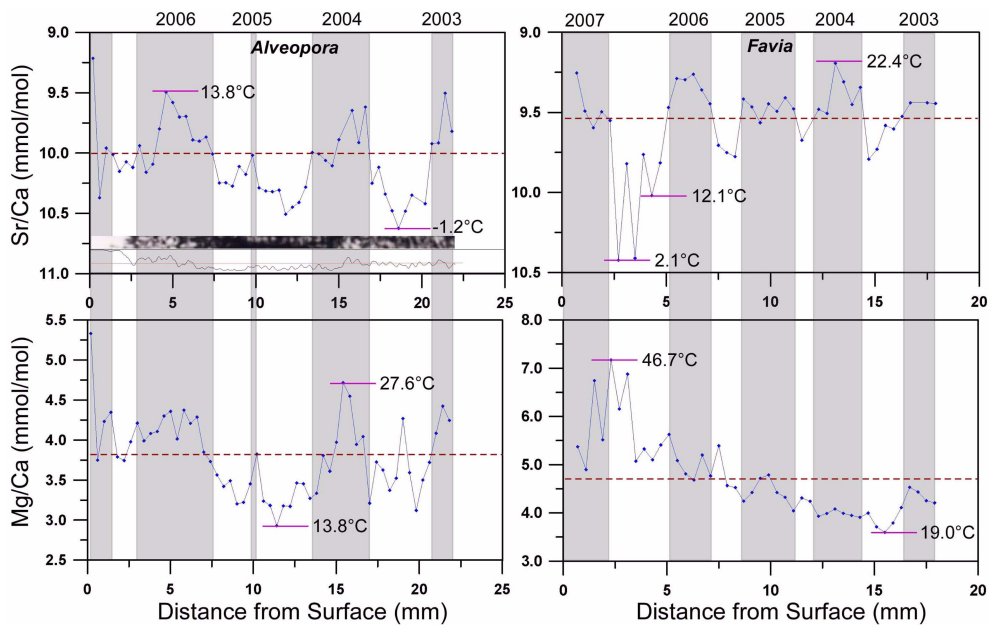 2006 2005 2004 2003
2007 2006 2005 2004 2003
Alveopora
Favia
Sr/Ca (mmol/mol)
9.0
9.5
10.0
10.5
11.0
13.8°C
-1.2°C
0 5 10 15 20 25
9.0
9.5
10.0
10.5
22.4°C
12.1°C
2.1°C
0 5 10 15 20
Mg/Ca (mmol/mol)
5.5
5.0
4.5
4.0
3.5
3.0
2.5
27.6°C
13.8°C
0 5 10 15 20 25
Distance from Surface (mm)
8.0
7.0
6.0
5.0
4.0
3.0
46.7°C
19.0°C
0 5 10 15 20
Distance from Surface (mm)